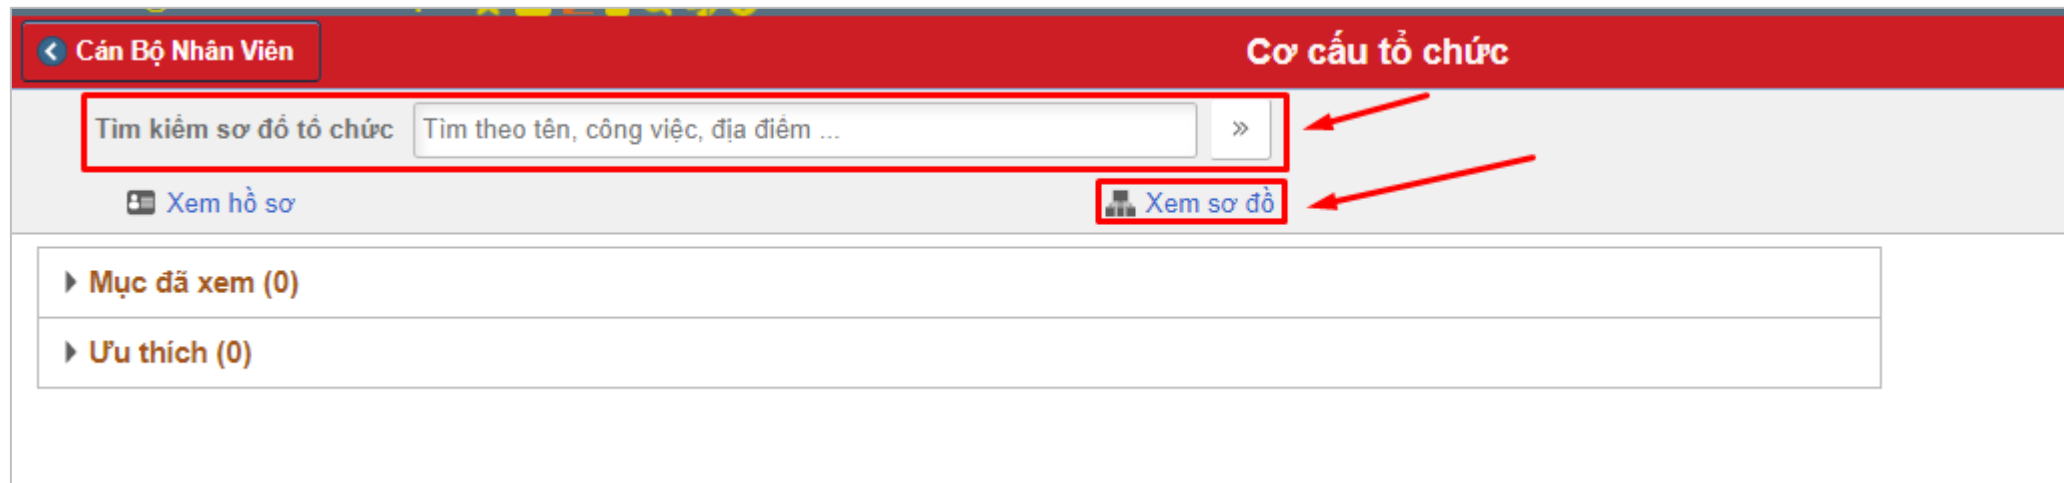 Cán Bộ Nhân Viên
Cơ cấu tổ chức
Tìm kiếm sơ đồ tổ chức
Tìm theo tên, công việc, địa điểm ...
»
Xem hồ sơ
Xem sơ đồ
Mục đã xem (0)
Ưu thích (0)